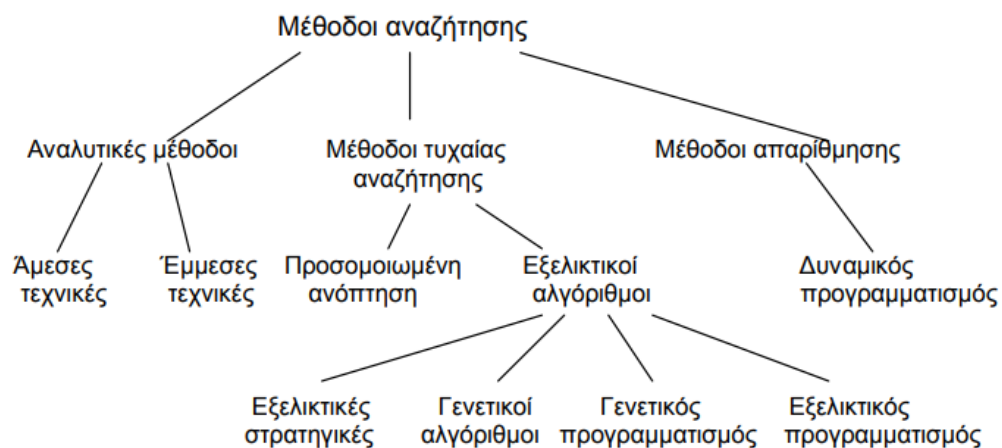 Μέθοδοι αναζήτησης
Αναλυτικές μέθοδοι
Μέθοδοι τυχαίας
αναζήτησης
Μέθοδοι απαρίθμησης
Άμεσες
τεχνικές
Έμμεσες
τεχνικές
Προσομοιωμένη
ανόπτηση
Εξελικτικοί
αλγόριθμοι
Δυναμικός
προγραμματισμός
Εξελικτικές
στρατηγικές
Γενετικοί
αλγόριθμοι
Γενετικός
προγραμματισμός
Εξελικτικός
προγραμματισμός